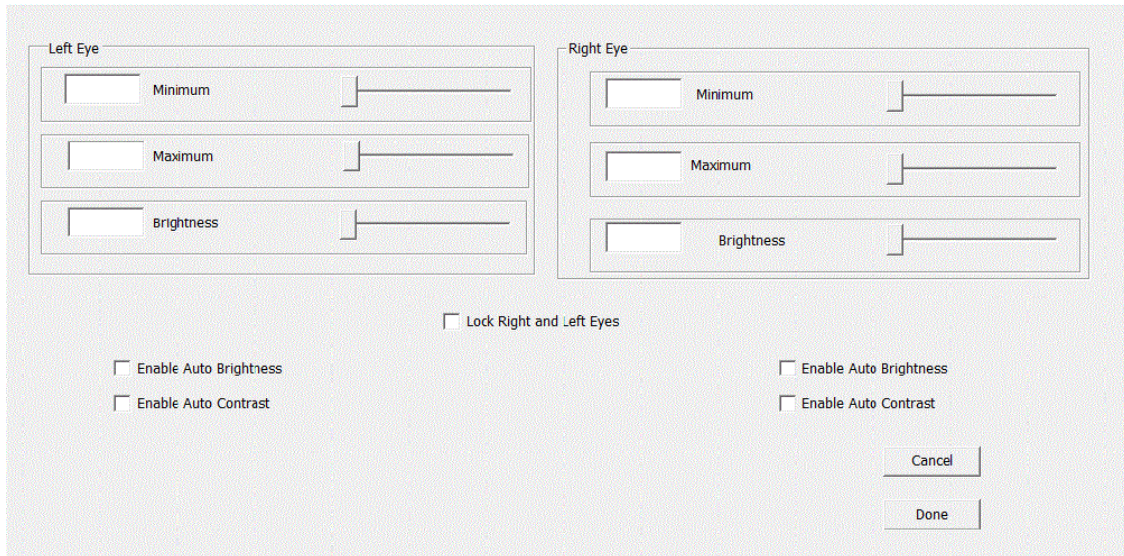 Left Eye
Right Eye
Minimum
Minimum
Maximum
Maximum
Brightness
Brightness
Lock Right and Left Eyes
Enable Auto Brightness
Enable Auto Brightness
Enable Auto Contrast
Enable Auto Contrast
Cancel
Done